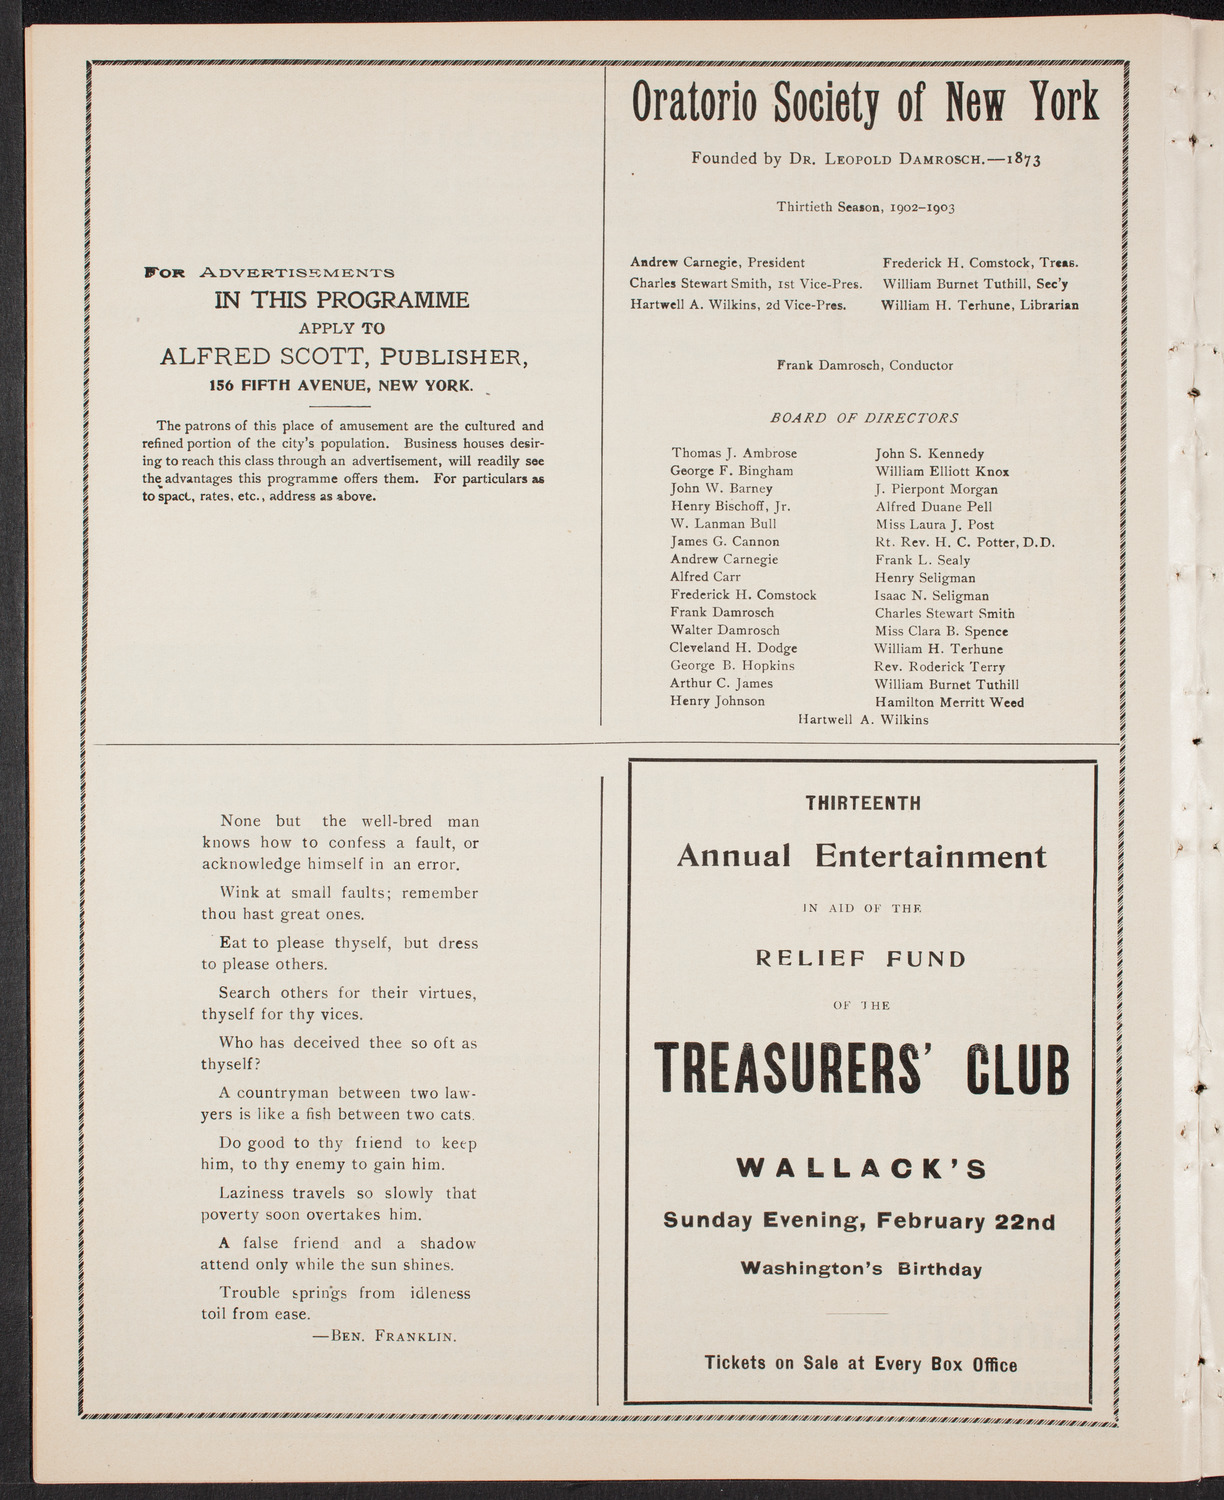 FOR ADVERTISEMENTS
IN THIS PROGRAMME
APPLY TO
ALFRED SCOTT, PUBLISHER,
156 FIFTH AVENUE, NEW YORK.
The patrons of this place of amusement are the cultured and
refined portion of the city's population. Business houses desir-
ing to reach this class through an advertisement, will readily see
the advantages this programme offers them. For particulars as
to spact, rates, etc., address as above.
Oratorio Society of New York
Founded by DR. LEOPOLD DAMROSCH.—1873
Thirtieth Season, 1902–1903
Andrew Carnegie, President
Charles Stewart Smith, 1st Vice-Pres.
Hartwell A. Wilkins, 2d Vice-Pres.
Frederick H. Comstock, Treas.
William Burnet Tuthill, Sec'y
William H. Terhune, Librarian
Frank Damrosch, Conductor
BOARD OF DIRECTORS
Thomas J. Ambrose
George F. Bingham
John W. Barney
Henry Bischoff, Jr.
W. Lanman Bull
James G. Cannon
Andrew Carnegie
Alfred Carr
Frederick H. Comstock
Frank Damrosch
Walter Damrosch
Cleveland H. Dodge
George B. Hopkins
Arthur C. James
Henry Johnson
John S. Kennedy
William Elliott Knox
J. Pierpont Morgan
Alfred Duane Pell
Miss Laura J. Post
Rt. Rev. H. C. Potter, D.D.
Frank L. Sealy
Henry Seligman
Isaac N. Seligman
Charles Stewart Smith
Miss Clara B. Spence
William H. Terhune
Rev. Roderick Terry
William Burnet Tuthill
Hamilton Merritt Weed
Hartwell A. Wilkins
None but the well-bred man
knows how to confess a fault, or
acknowledge himself in an error.
Wink at small faults; remember
thou hast great ones.
Eat to please thyself, but dress
to please others.
Search others for their virtues,
thyself for thy vices.
Who has deceived thee so oft as
thyself?
A countryman between two law-
yers is like a fish between two cats.
Do good to thy friend to keep
him, to thy enemy to gain him.
Laziness travels so slowly that
poverty soon overtakes him.
A false friend and a shadow
attend only while the sun shines.
Trouble springs from idleness
toil from ease.
—BEN. FRANKLIN.
THIRTEENTH
Annual Entertainment
IN AID OF THE
RELIEF FUND
OF THE
TREASURERS' CLUB
WALLACK'S
Sunday Evening, February 22nd
Washington's Birthday
Tickets on Sale at Every Box Office